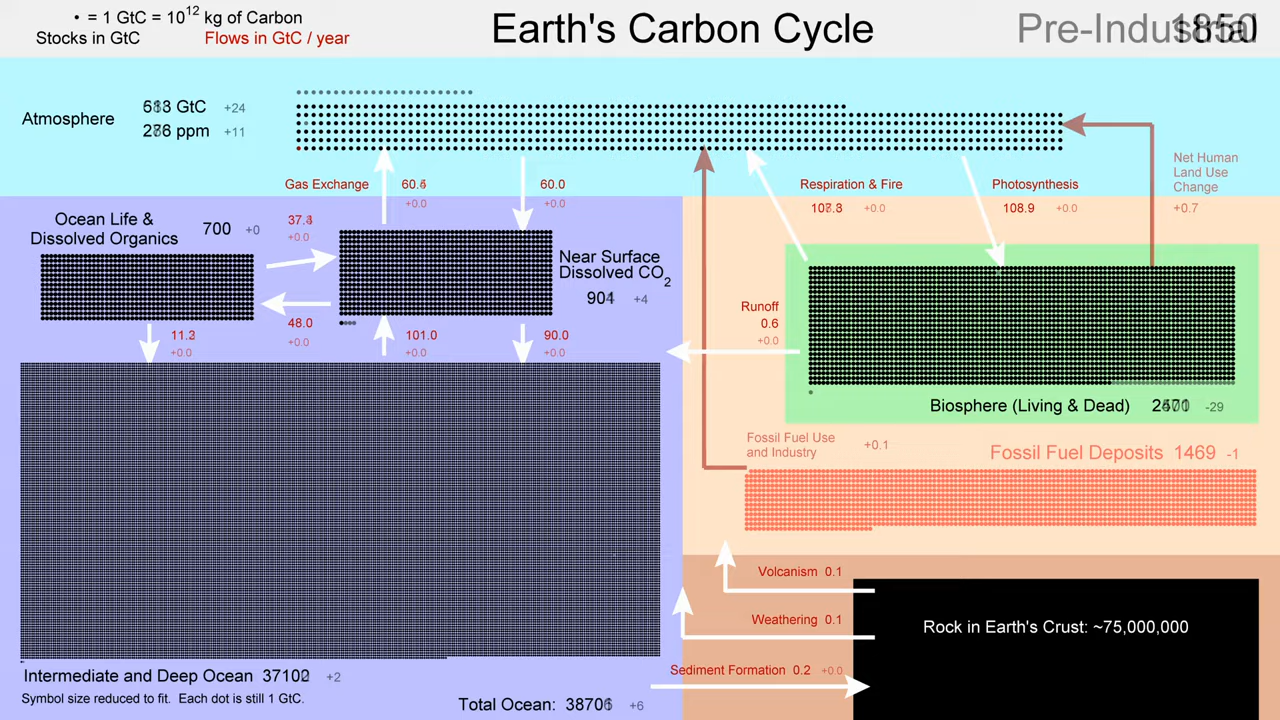 • = 1 GtC = 10¹² kg of Carbon
Stocks in GtC
Flows in GtC / year
Earth's Carbon Cycle
Atmosphere
GtC +24
ppm +11
Gas Exchange
+0.0
60.0
+0.0
Respiration & Fire
+0.0
Photosynthesis
108.9 +0.0
Net Human
Land Use
Change
+0.7
Ocean Life &
Dissolved Organics
700 +0
+0.0
Near Surface
Dissolved CO₂
+4
48.0
+0.0
+0.0
101.0
+0.0
90.0
+0.0
Runoff
0.6
+0.0
Biosphere (Living & Dead) -29
Fossil Fuel Use
and Industry
+0.1
Fossil Fuel Deposits 1469 -1
Volcanism 0.1
Weathering 0.1
Rock in Earth's Crust: ~75,000,000
Sediment Formation 0.2 +0.0
Intermediate and Deep Ocean +2
Symbol size reduced to fit. Each dot is still 1 GtC.
Total Ocean: +6